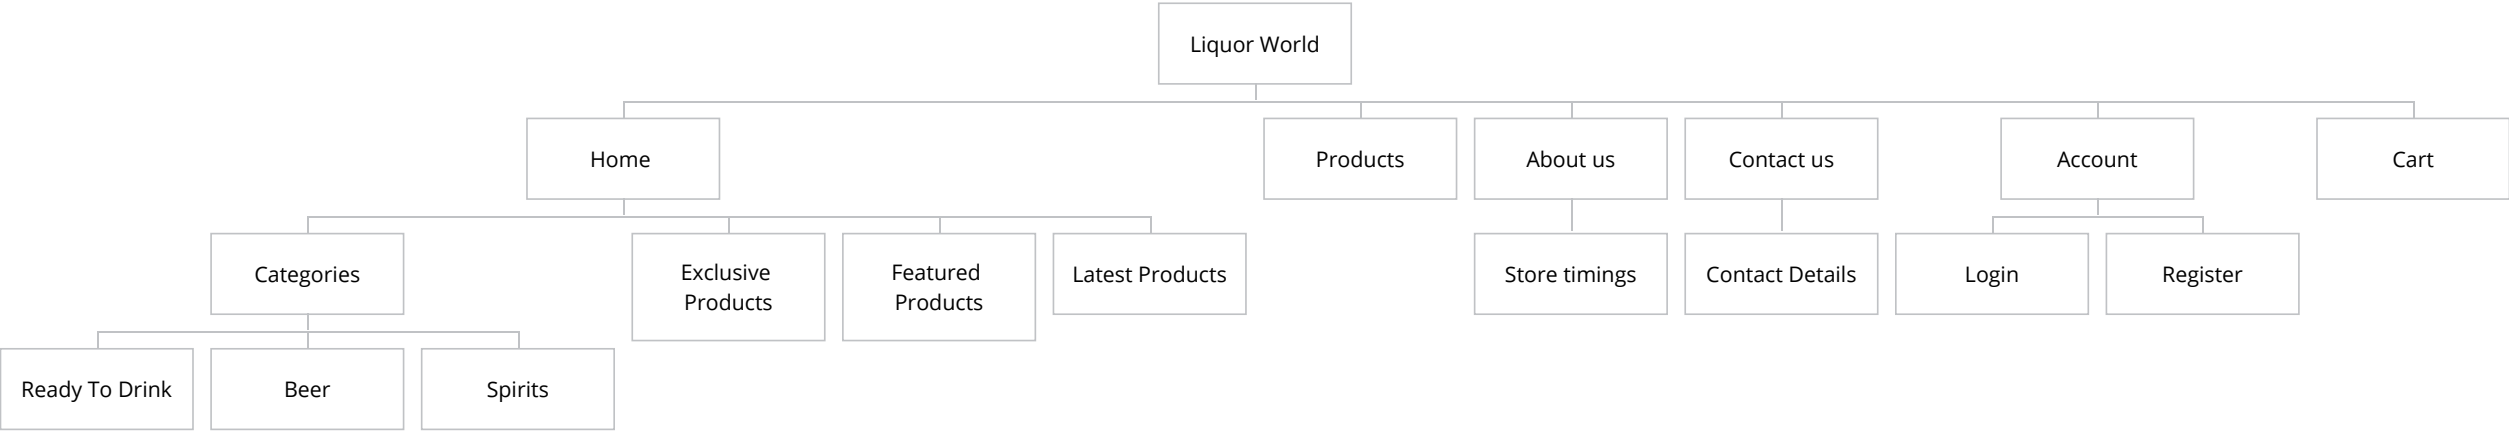 Liquor World
Home
Products
About us
Contact us
Account
Cart
Categories
Exclusive
Products
Featured
Products
Latest Products
Store timings
Contact Details
Login
Register
Ready To Drink
Beer
Spirits